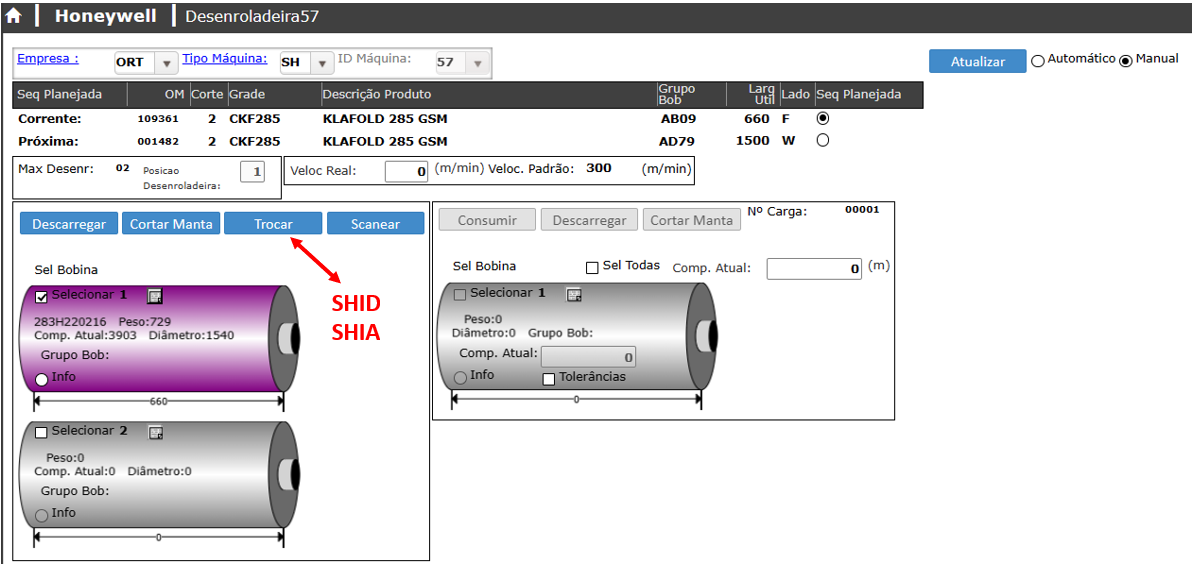 Honeywell Desenroladeira57
Empresa : ORT Tipo Máquina: SH ID Máquina: 57 Atualizar Automático Manual
Seq Planejada OM Corte Grade Descrição Produto Grupo Bob Larg Util Lado Seq Planejada
Corrente: 109361 2 CKF285 KLAFOLD 285 GSM AB09 660 F
Próxima: 001482 2 CKF285 KLAFOLD 285 GSM AD79 1500 W
Max Desenr: 02 Posicao Desenroladeira: 1 Veloc Real: 0 (m/min) Veloc. Padrão: 300 (m/min)
Descarregar Cortar Manta Trocar Scanear
Sel Bobina
Selecionar 1
283H220216 Peso:729
Comp. Atual:3903 Diâmetro:1540
Grupo Bob:
Info
660
Selecionar 2
Peso:0
Comp. Atual:0 Diâmetro:0
Grupo Bob:
Info
0
SHID
SHIA
Consumir Descarregar Cortar Manta Nº Carga: 00001
Sel Bobina Sel Todas Comp. Atual: 0 (m)
Selecionar 1
Peso:0
Diâmetro:0 Grupo Bob:
Comp. Atual: 0
Info Tolerâncias
0